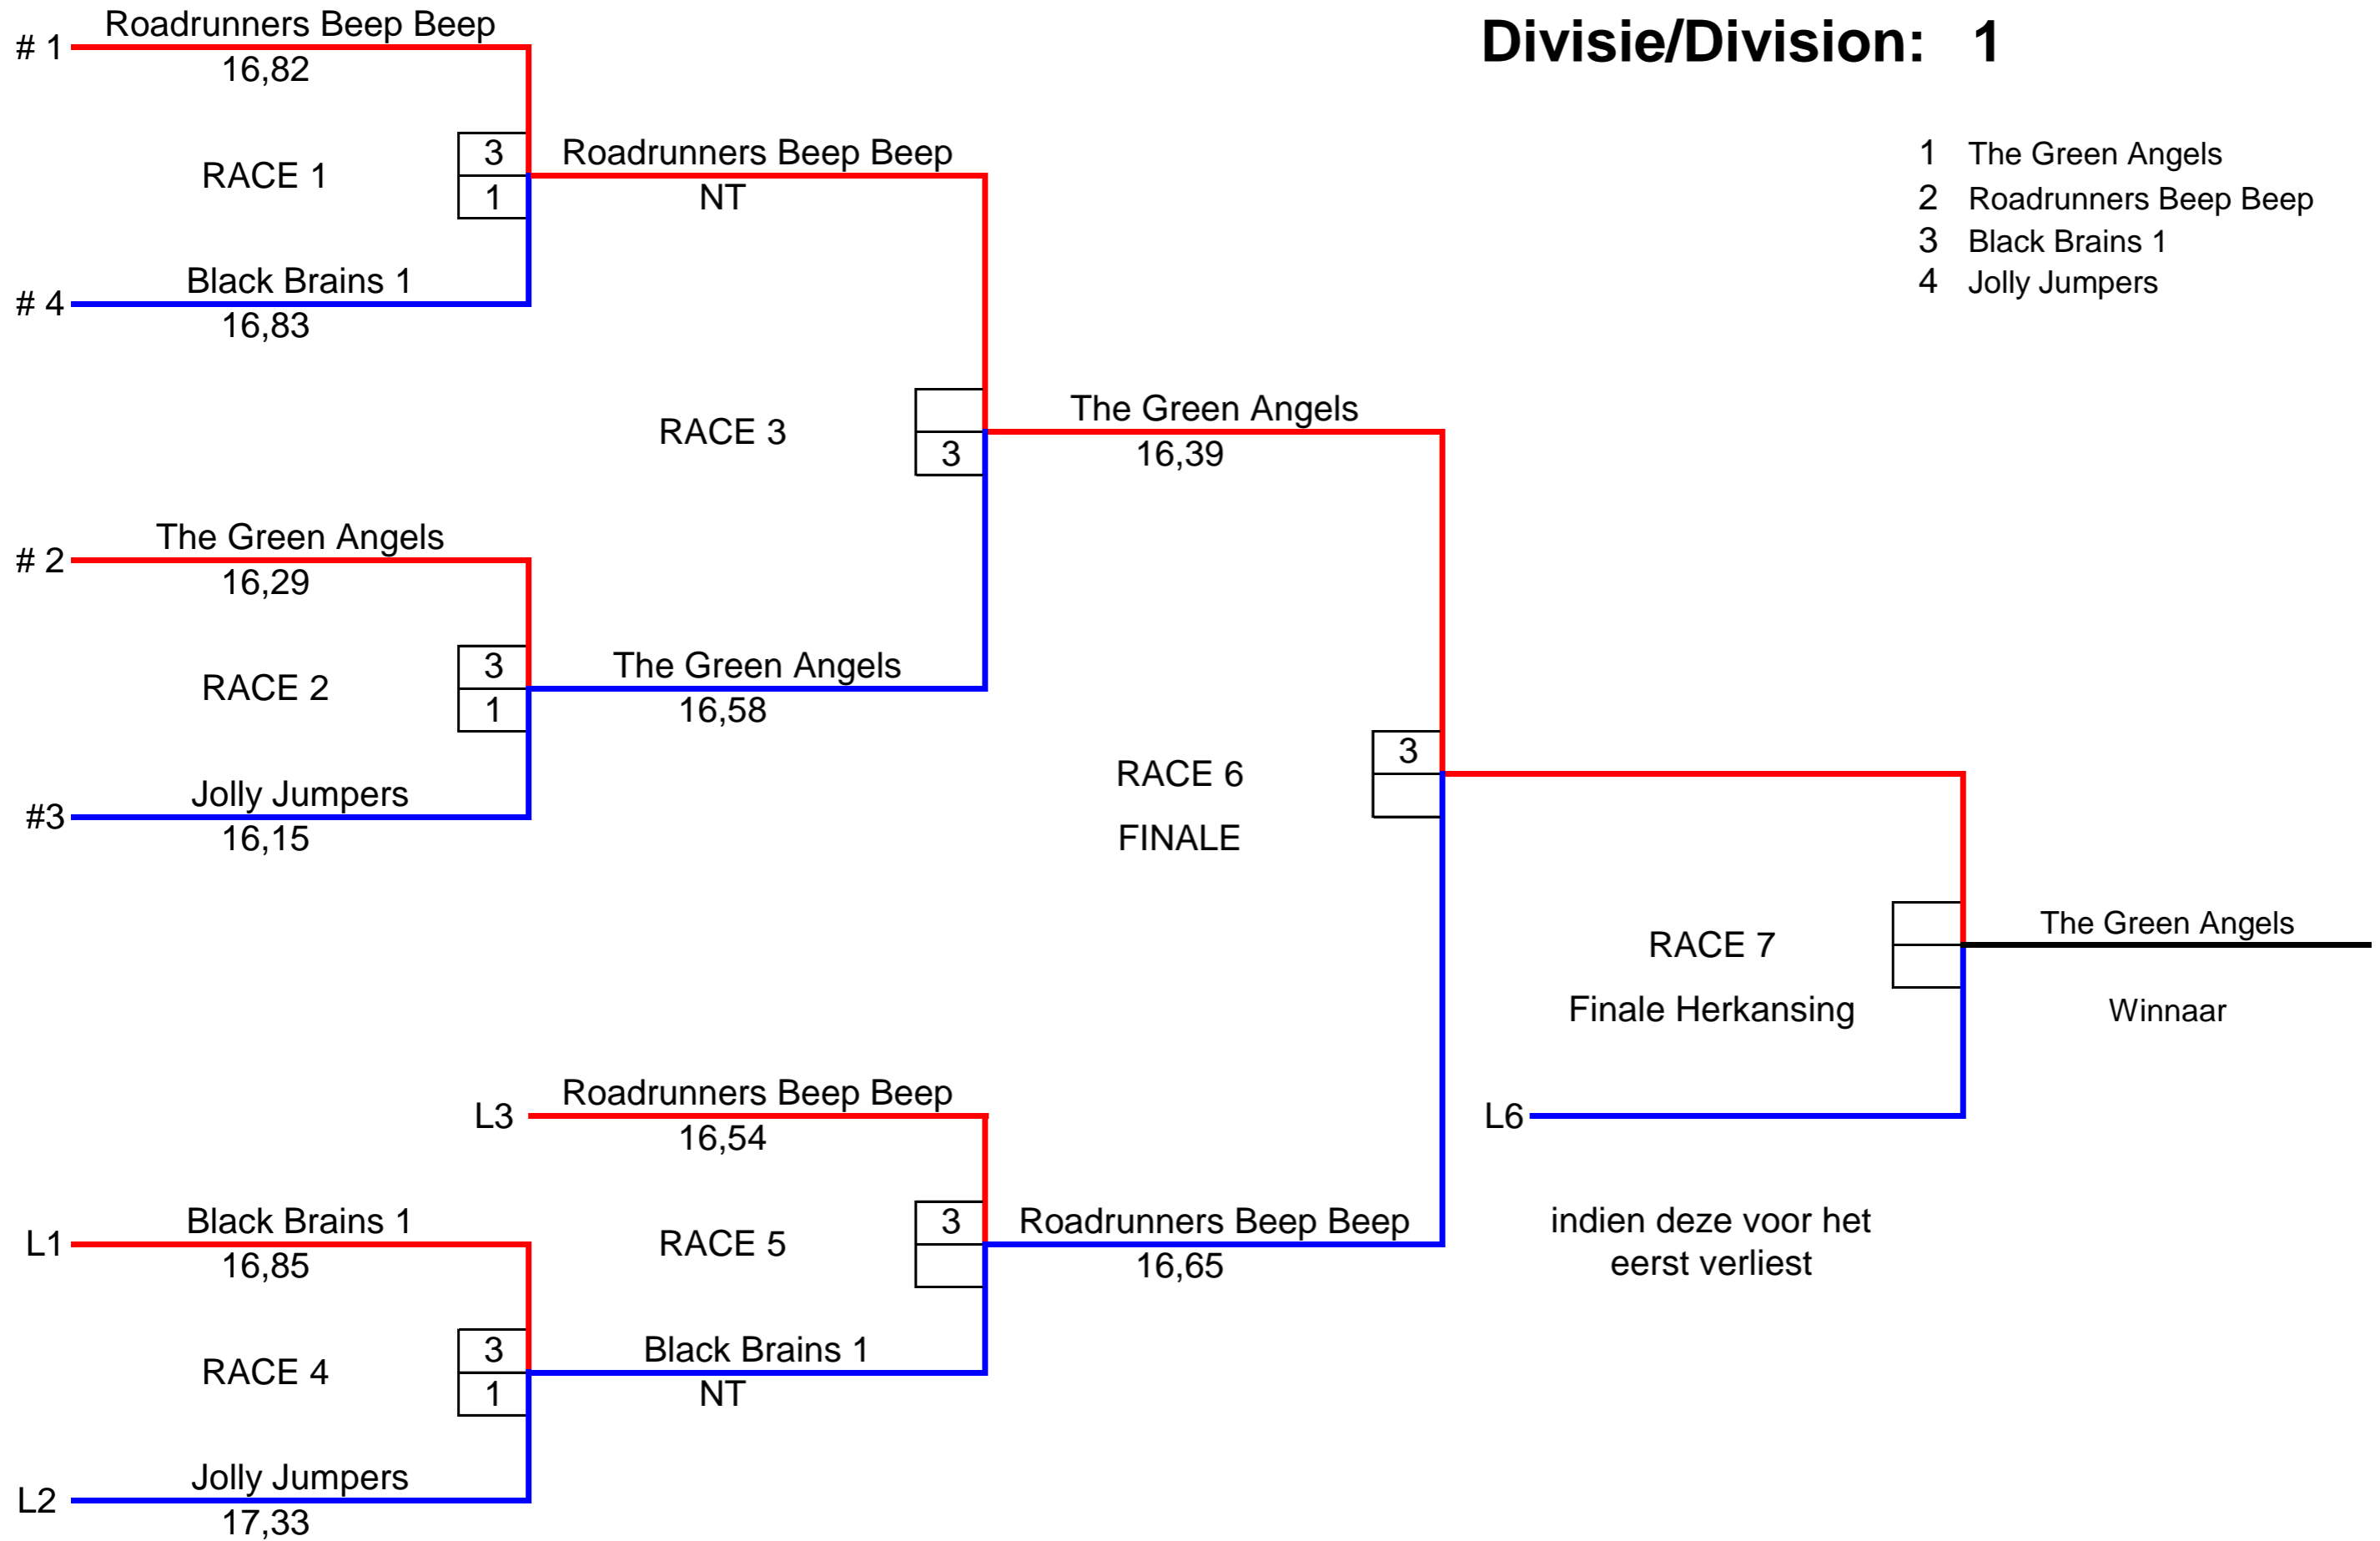 Divisie/Division: 1
1 The Green Angels
2 Roadrunners Beep Beep
3 Black Brains 1
4 Jolly Jumpers
# 1
Roadrunners Beep Beep
16,82
RACE 1
3
1
# 4
Black Brains 1
16,83
Roadrunners Beep Beep
NT
RACE 3
3
# 2
The Green Angels
16,29
RACE 2
3
1
#3
Jolly Jumpers
16,15
The Green Angels
16,58
The Green Angels
16,39
RACE 6
FINALE
3
RACE 7
Finale Herkansing
The Green Angels
Winnaar
L6
indien deze voor het
eerst verliest
L3
Roadrunners Beep Beep
16,54
RACE 5
3
Roadrunners Beep Beep
16,65
L1
Black Brains 1
16,85
RACE 4
3
1
Black Brains 1
NT
L2
Jolly Jumpers
17,33